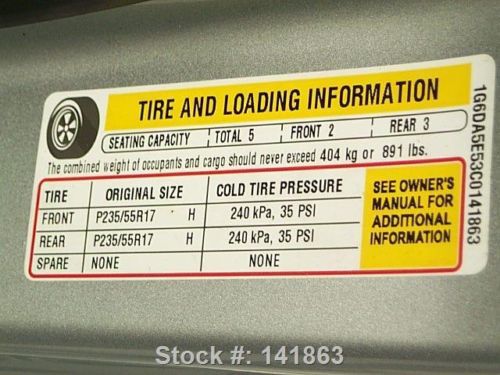 TIRE AND LOADING INFORMATION
SEATING CAPACITY TOTAL 5 FRONT 2 REAR 3
The combined weight of occupants and cargo should never exceed 404 kg or 891 lbs.
TIRE ORIGINAL SIZE COLD TIRE PRESSURE
FRONT P235/55R17 H 240 kPa, 35 PSI
REAR P235/55R17 H 240 kPa, 35 PSI
SPARE NONE NONE
SEE OWNER'S
MANUAL FOR
ADDITIONAL
INFORMATION
1G6DA5E53C0141863
Stock #: 141863